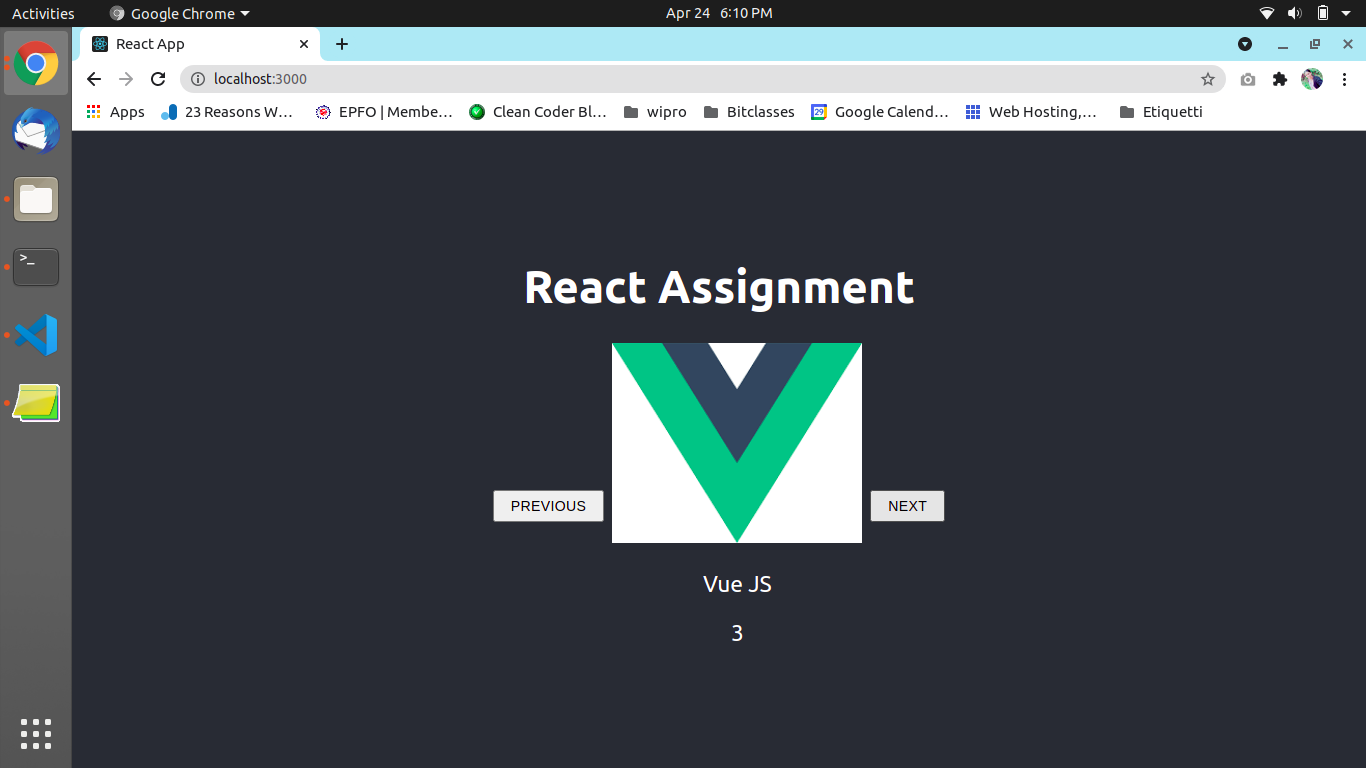 Activities Google Chrome Apr 24 6:10 PM
React App
localhost:3000
Apps 23 Reasons W... EPFO | Membe... Clean Coder Bl... wipro Bitclasses 29 Google Calend... Web Hosting,... Etiquetti
>_
React Assignment
PREVIOUS NEXT
Vue JS
3